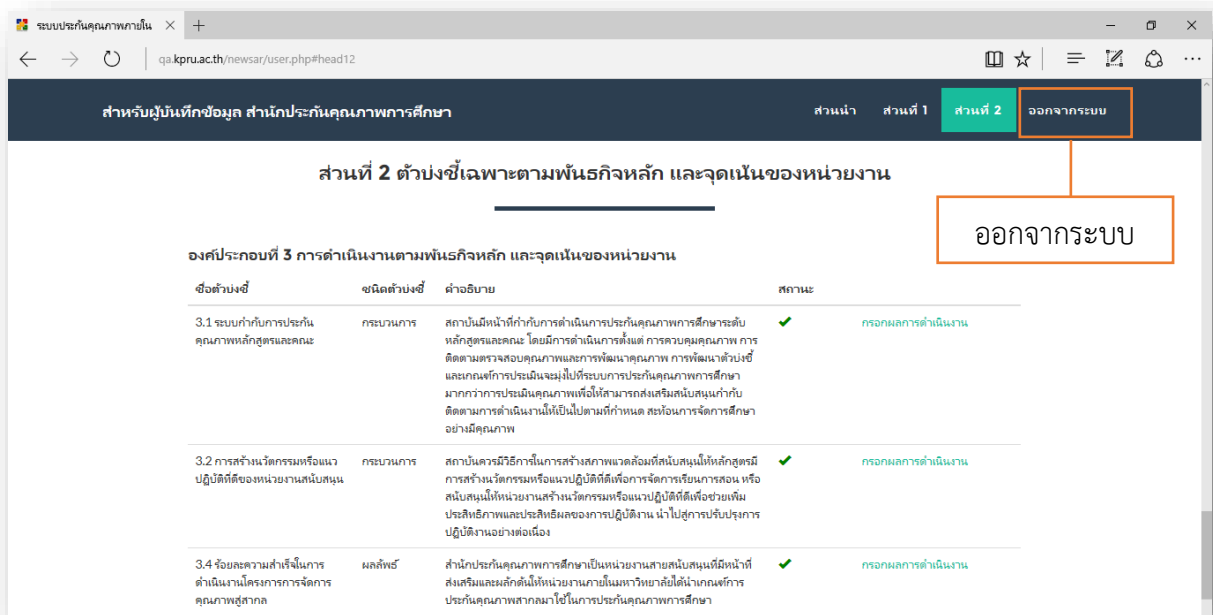 ระบบประกันคุณภาพภายใน
qa.kpru.ac.th/newsar/user.php#head12
สำหรับผู้บันทึกข้อมูล สำนักประกันคุณภาพการศึกษา
ส่วนนำ
ส่วนที่ 1
ส่วนที่ 2
ออกจากระบบ
ส่วนที่ 2 ตัวบ่งชี้เฉพาะตามพันธกิจหลัก และจุดเน้นของหน่วยงาน
ออกจากระบบ
องค์ประกอบที่ 3 การดำเนินงานตามพันธกิจหลัก และจุดเน้นของหน่วยงาน
ชื่อตัวบ่งชี้ ชนิดตัวบ่งชี้ คำอธิบาย สถานะ
3.1 ระบบกำกับการประกัน
คุณภาพหลักสูตรและคณะ
กระบวนการ
สถาบันมีหน้าที่กำกับการดำเนินการประกันคุณภาพการศึกษาระดับ
หลักสูตรและคณะ โดยมีการดำเนินการตั้งแต่ การควบคุมคุณภาพ การ
ติดตามตรวจสอบคุณภาพและการพัฒนาคุณภาพ การพัฒนาตัวบ่งชี้
และเกณฑ์การประเมินจะมุ่งไปที่ระบบการประกันคุณภาพการศึกษา
มากกว่าการประเมินคุณภาพเพื่อให้สามารถส่งเสริมสนับสนุนกำกับ
ติดตามการดำเนินงานให้เป็นไปตามที่กำหนด สะท้อนการจัดการศึกษา
อย่างมีคุณภาพ
กรอกผลการดำเนินงาน
3.2 การสร้างนวัตกรรมหรือแนว
ปฏิบัติที่ดีของหน่วยงานสนับสนุน
กระบวนการ
สถาบันควรมีวิธีการในการสร้างสภาพแวดล้อมที่สนับสนุนให้หลักสูตรมี
การสร้างนวัตกรรมหรือแนวปฏิบัติที่ดีเพื่อการจัดการเรียนการสอน หรือ
สนับสนุนให้หน่วยงานสร้างนวัตกรรมหรือแนวปฏิบัติที่ดีเพื่อช่วยเพิ่ม
ประสิทธิภาพและประสิทธิผลของการปฏิบัติงาน นำไปสู่การปรับปรุงการ
ปฏิบัติงานอย่างต่อเนื่อง
กรอกผลการดำเนินงาน
3.4 ร้อยละความสำเร็จในการ
ดำเนินงานโครงการการจัดการ
คุณภาพสู่สากล
ผลลัพธ์
สำนักประกันคุณภาพการศึกษาเป็นหน่วยงานสายสนับสนุนที่มีหน้าที่
ส่งเสริมและผลักดันให้หน่วยงานภายในมหาวิทยาลัยได้นำเกณฑ์การ
ประกันคุณภาพสากลมาใช้ในการประกันคุณภาพการศึกษา
กรอกผลการดำเนินงาน